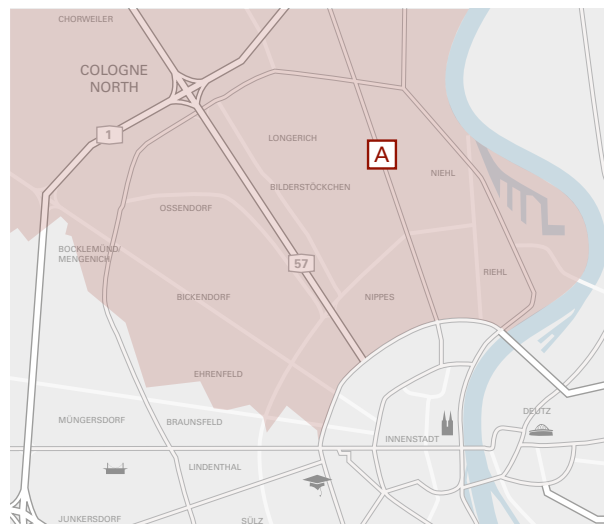 CHORWEILER
COLOGNE
NORTH
1
LONGERICH
A
BILDERSTÖCKCHEN
NIEHL
OSSENDORF
BOCKLEMÜND/
MENGENICH
57
RIEHL
BICKENDORF
NIPPES
EHRENFELD
MÜNGERSDORF
BRAUNSFELD
DEUTZ
INNENSTADT
LINDENTHAL
JUNKERSDORF
SÜLZ